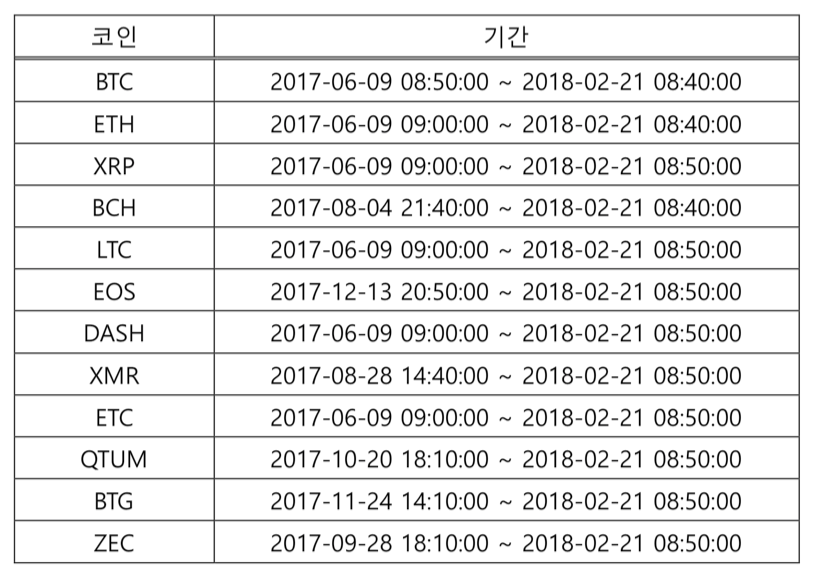 코인 기간
BTC 2017-06-09 08:50:00 ~ 2018-02-21 08:40:00
ETH 2017-06-09 09:00:00 ~ 2018-02-21 08:40:00
XRP 2017-06-09 09:00:00 ~ 2018-02-21 08:50:00
BCH 2017-08-04 21:40:00 ~ 2018-02-21 08:40:00
LTC 2017-06-09 09:00:00 ~ 2018-02-21 08:50:00
EOS 2017-12-13 20:50:00 ~ 2018-02-21 08:50:00
DASH 2017-06-09 09:00:00 ~ 2018-02-21 08:50:00
XMR 2017-08-28 14:40:00 ~ 2018-02-21 08:50:00
ETC 2017-06-09 09:00:00 ~ 2018-02-21 08:50:00
QTUM 2017-10-20 18:10:00 ~ 2018-02-21 08:50:00
BTG 2017-11-24 14:10:00 ~ 2018-02-21 08:50:00
ZEC 2017-09-28 18:10:00 ~ 2018-02-21 08:50:00